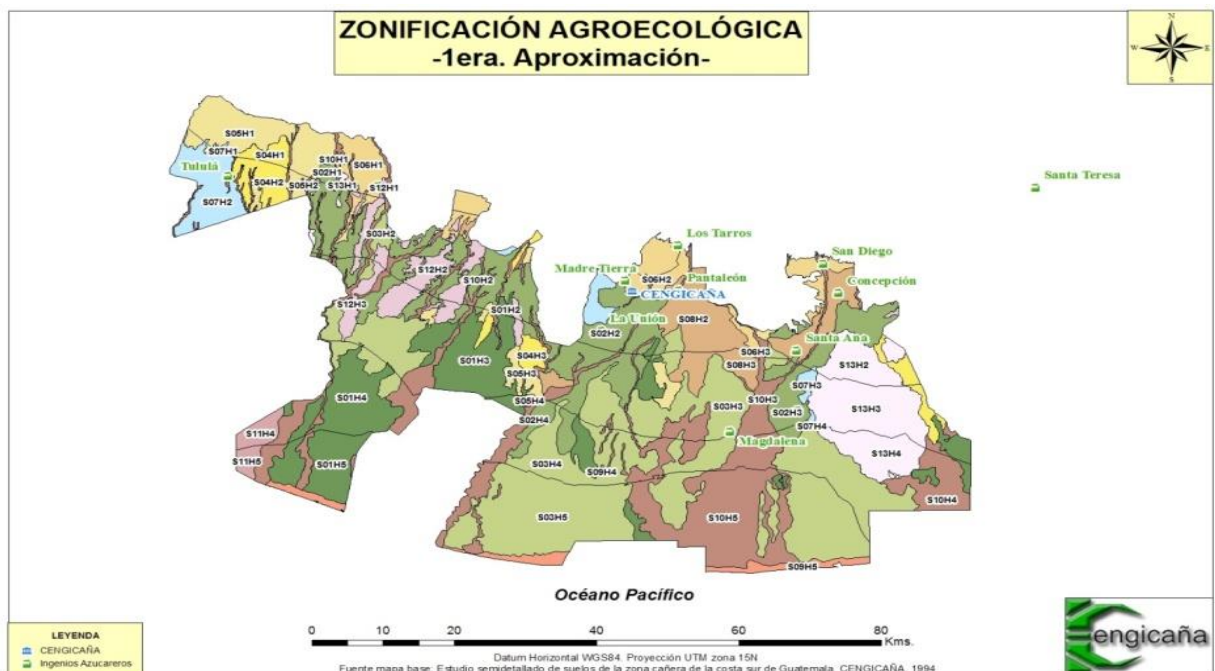 ZONIFICACIÓN AGROECOLÓGICA
-1era. Aproximación-
N
W E
S
S05H1
S07H1
S04H1
S10H1
S06H1
Tululá
S02H1
S04H2
S05H2
S13H1
S12H1
Santa Teresa
S07H2
S03H2
Los Tarros
S12H2
S10H2
Madre Tierra
S06H2
Pantaleón
San Diego
CENGICAÑA
Concepción
S12H3
S01H2
La Unión
S02H2
S08H2
Santa Ana
S01H3
S04H3
S05H3
S06H3
S08H3
S13H2
S07H3
S01H4
S05H4
S02H4
S03H3
S10H3
S02H3
S13H3
S07H4
S11H4
Magdalena
S11H5
S01H5
S03H4
S09H4
S13H4
S10H4
S03H5
S10H5
S09H5
Océano Pacífico
0 10 20 40 60 80
Kms.
Datum Horizontal WGS84. Proyección UTM zona 15N
Fuente mapa base: Estudio semidetallado de suelos de la zona cañera de la costa sur de Guatemala. CENGICAÑA, 1994
LEYENDA
CENGICAÑA
Ingenios Azucareros
engicaña